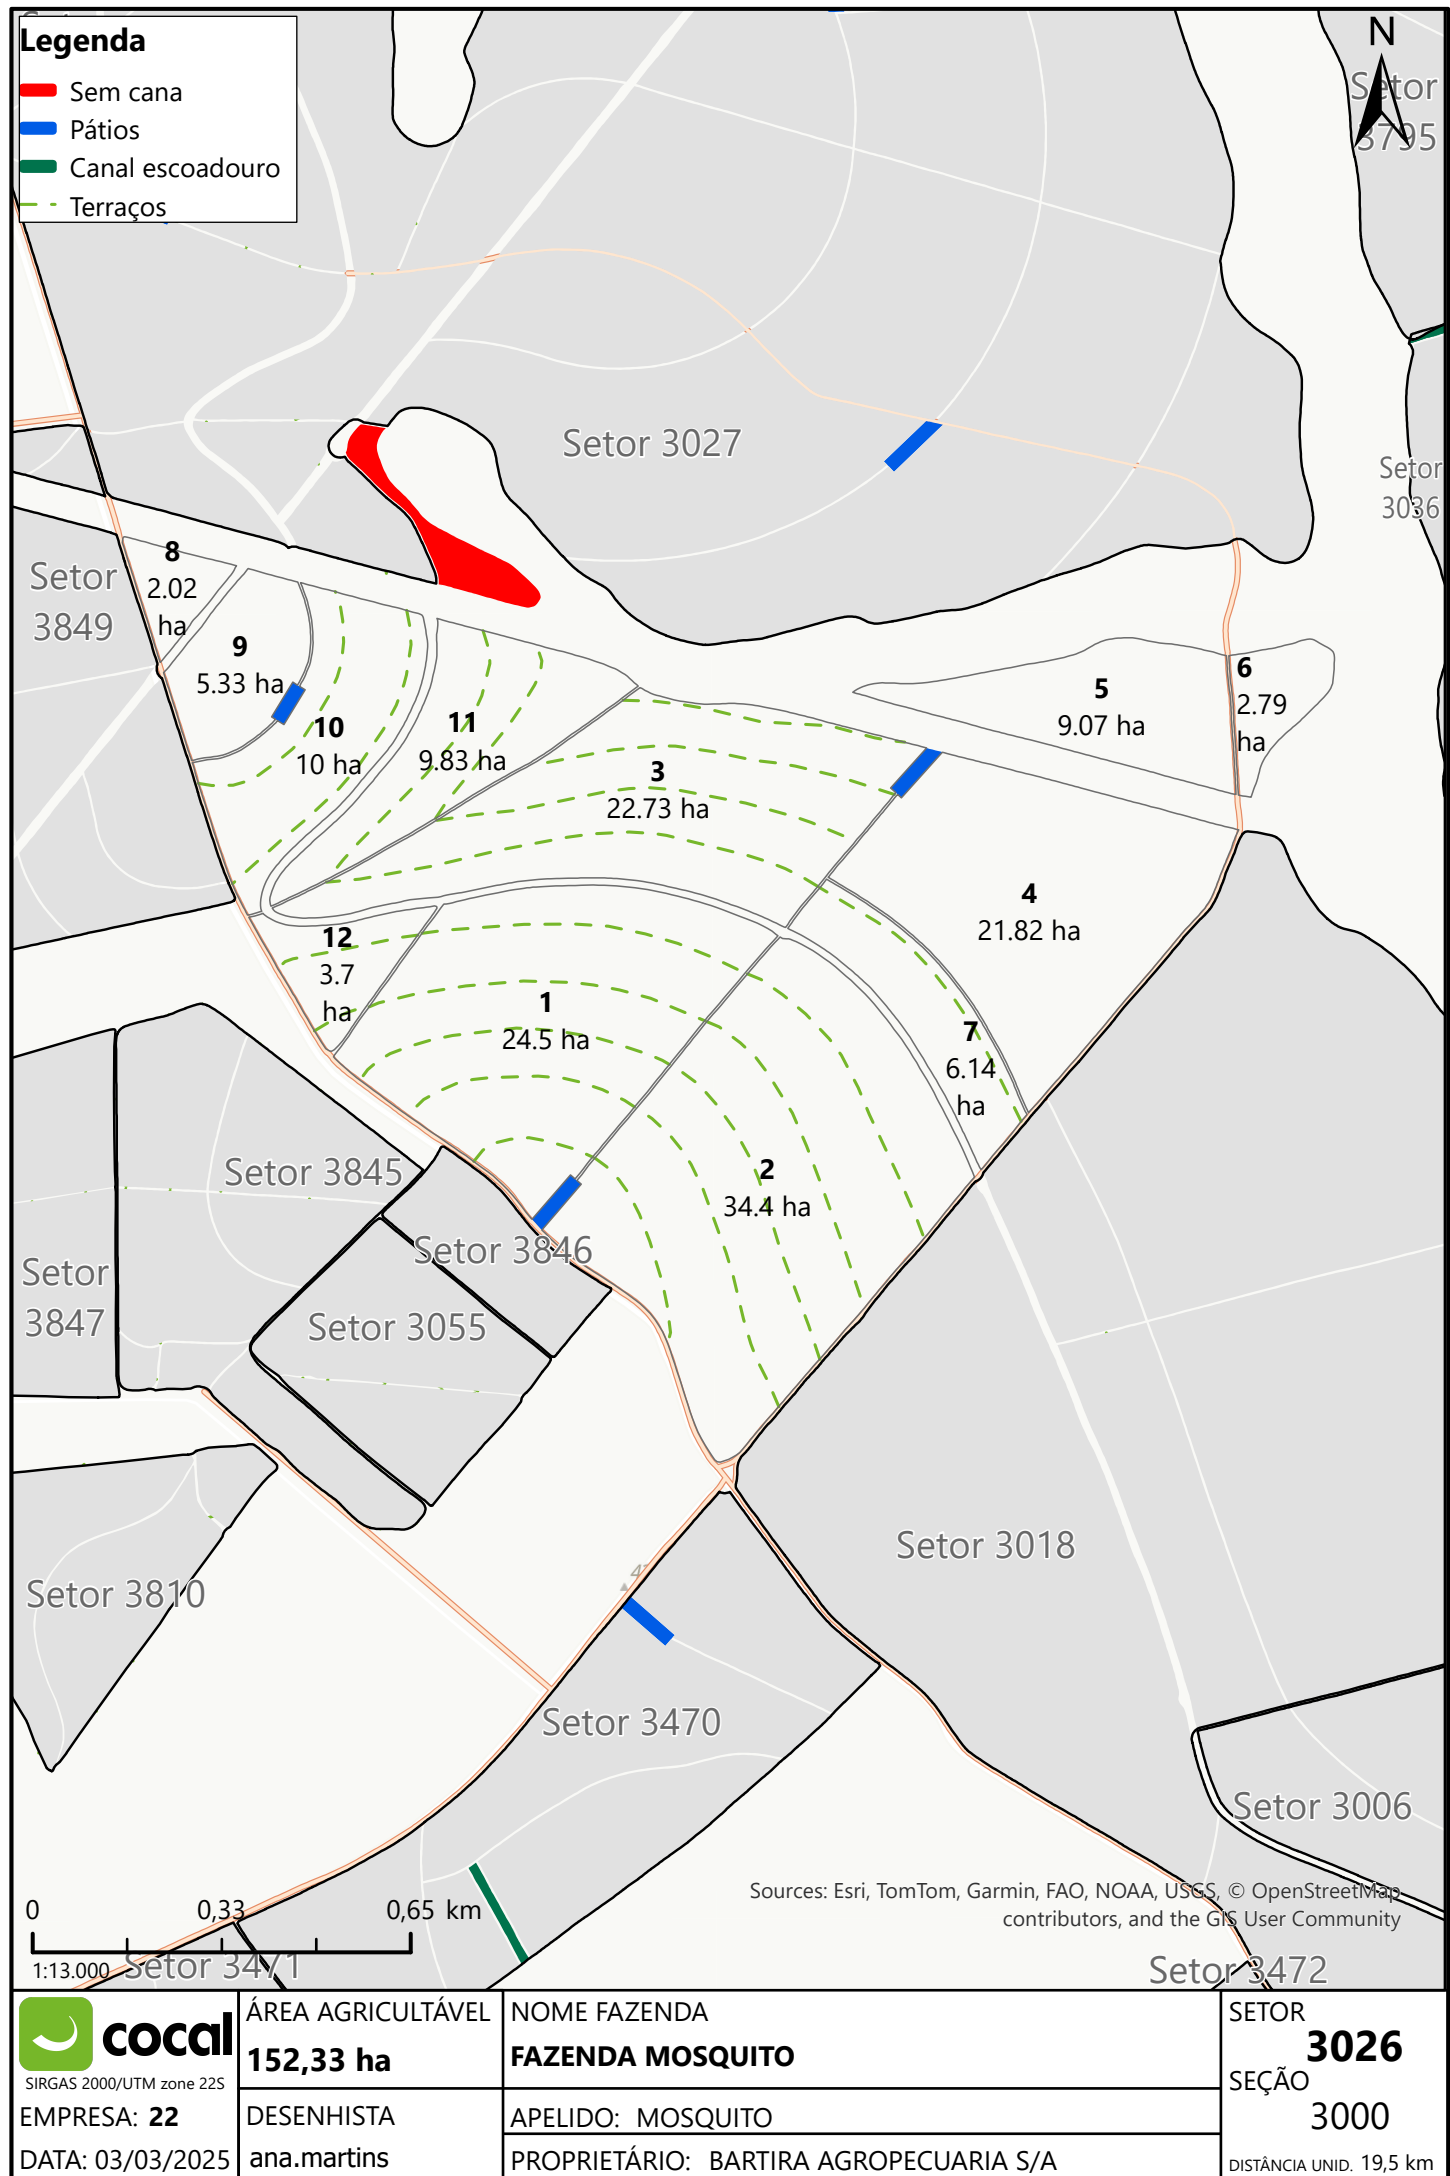 Legenda
Sem cana
Pátios
Canal escoadouro
Terraços
N
Setor
3795
Setor 3027
Setor
3036
Setor
3849
8
2.02
ha
9
5.33 ha
10
10 ha
11
9.83 ha
3
22.73 ha
5
9.07 ha
6
2.79
ha
4
21.82 ha
12
3.7
ha
1
24.5 ha
7
6.14
ha
2
34.4 ha
Setor 3845
Setor 3846
Setor
3847
Setor 3055
Setor 3018
Setor 3810
Setor 3470
Setor 3006
Sources: Esri, TomTom, Garmin, FAO, NOAA, USGS, © OpenStreetMap
contributors, and the GIS User Community
0 0,33 0,65 km
1:13.000
Setor 3471
Setor 3472
cocal
SIRGAS 2000/UTM zone 22S
EMPRESA: 22
DATA: 03/03/2025
ÁREA AGRICULTÁVEL
152,33 ha
DESENHISTA
ana.martins
NOME FAZENDA
FAZENDA MOSQUITO
APELIDO: MOSQUITO
PROPRIETÁRIO: BARTIRA AGROPECUARIA S/A
SETOR
3026
SEÇÃO
3000
DISTÂNCIA UNID. 19,5 km